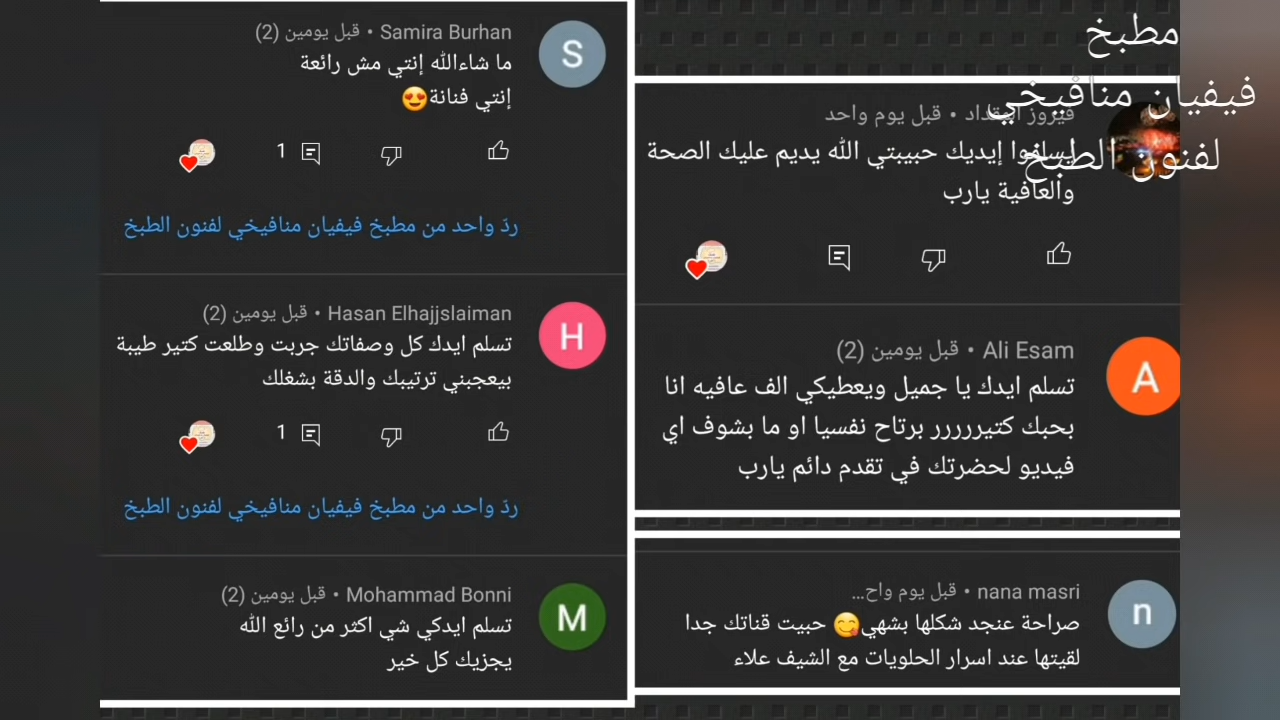 مطبخ
فيفيان منافيخي
لفنون الطبخ
Samira Burhan • قبل يومين (2)
ما شاءالله إنتي مش رائعة
إنتي فنانة😍
S
1
ردّ واحد من مطبخ فيفيان منافيخي لفنون الطبخ
Hasan Elhajjslaiman • قبل يومين (2)
تسلم ايدك كل وصفاتك جربت وطلعت كتير طيبة
بيعجبني ترتيبك والدقة بشغلك
H
1
ردّ واحد من مطبخ فيفيان منافيخي لفنون الطبخ
Mohammad Bonni • قبل يومين (2)
تسلم ايدكي شي اكثر من رائع الله
يجزيك كل خير
M
فيروز • قبل يوم واحد
إيديك حبيبتي الله يديم عليك الصحة
والعافية يارب
Ali Esam • قبل يومين (2)
تسلم ايدك يا جميل ويعطيكي الف عافيه انا
بحبك كتيررررر برتاح نفسيا او ما بشوف اي
فيديو لحضرتك في تقدم دائم يارب
A
nana masri • قبل يوم واح...
صراحة عنجد شكلها بشهي😋 حبيت قناتك جدا
لقيتها عند اسرار الحلويات مع الشيف علاء
n